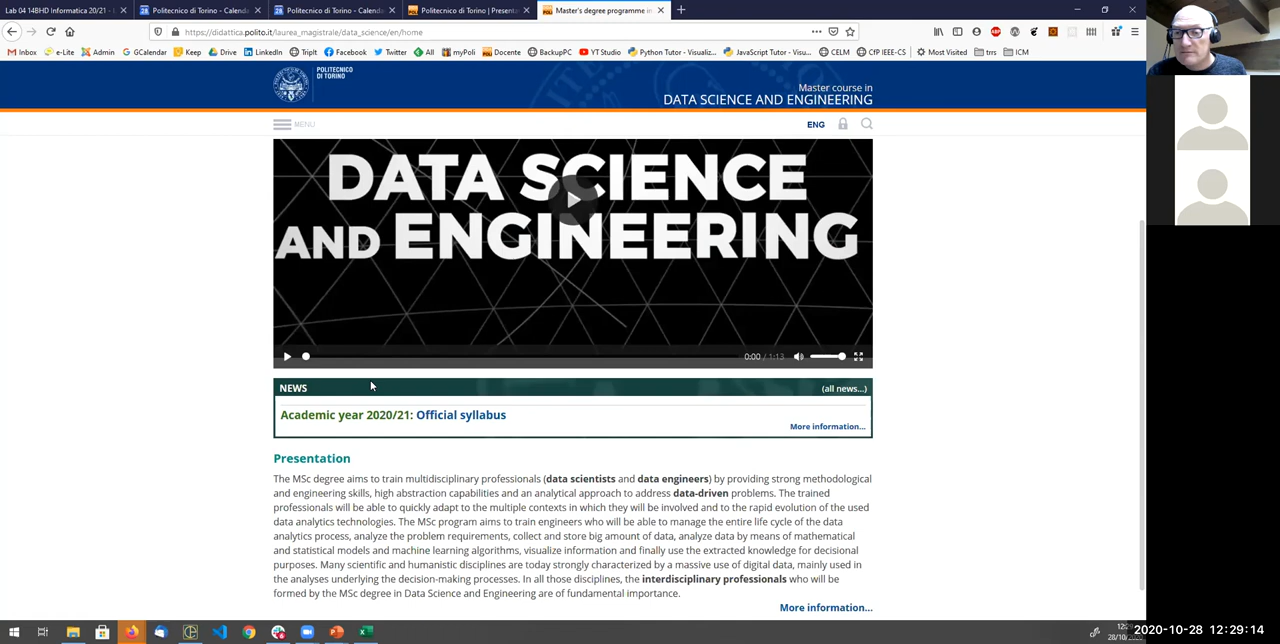 Lab 04 14BHD Informatica 20/21 - L
Politecnico di Torino - Calenda
Politecnico di Torino - Calenda
Politecnico di Torino | Presenta
Master's degree programme in
https://didattica.polito.it/laurea_magistrale/data_science/en/home
Inbox
e-Lite
Admin
GCalendar
Keep
Drive
LinkedIn
TripIt
Facebook
Twitter
All
myPoli
Docente
BackupPC
YT Studio
Python Tutor - Visualiz...
JavaScript Tutor - Visu...
CELM
CfP IEEE-CS
Most Visited
trrs
ICM
POLITECNICO
DI TORINO
Master course in
DATA SCIENCE AND ENGINEERING
MENU
ENG
DATA SCIENCE
AND ENGINEERING
0:00 / 1:13
NEWS
(all news...)
Academic year 2020/21: Official syllabus
More information...
Presentation
The MSc degree aims to train multidisciplinary professionals (data scientists and data engineers) by providing strong methodological
and engineering skills, high abstraction capabilities and an analytical approach to address data-driven problems. The trained
professionals will be able to quickly adapt to the multiple contexts in which they will be involved and to the rapid evolution of the used
data analytics technologies. The MSc program aims to train engineers who will be able to manage the entire life cycle of the data
analytics process, analyze the problem requirements, collect and store big amount of data, analyze data by means of mathematical
and statistical models and machine learning algorithms, visualize information and finally use the extracted knowledge for decisional
purposes. Many scientific and humanistic disciplines are today strongly characterized by a massive use of digital data, mainly used in
the analyses underlying the decision-making processes. In all those disciplines, the interdisciplinary professionals who will be
formed by the MSc degree in Data Science and Engineering are of fundamental importance.
More information...
2020-10-28 12:29:14